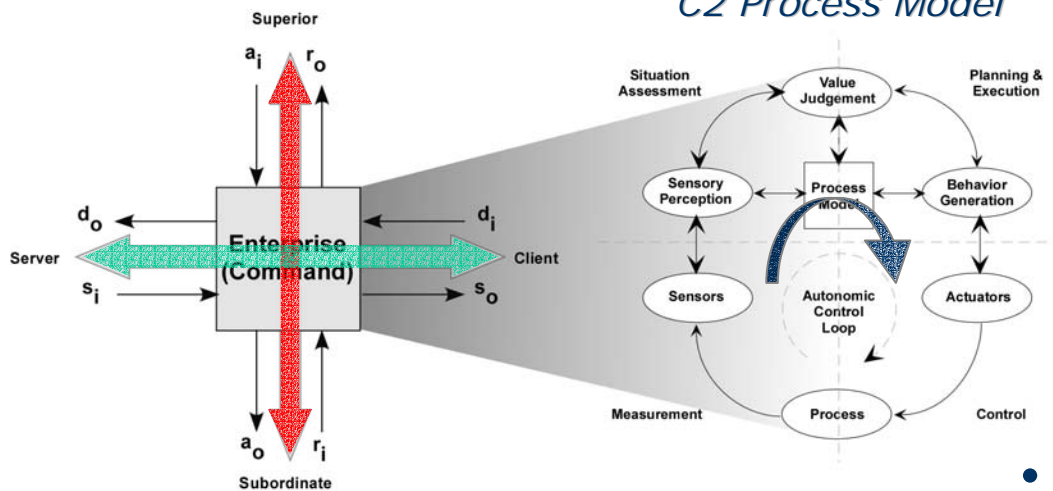 C2 Process Model
Superior
a i
r o
d o
d i
Enterprise
(Command)
Server
Client
s i
s o
a o
r i
Subordinate
Situation
Assessment
Planning &
Execution
Value
Judgement
Sensory
Perception
Process
Model
Behavior
Generation
Sensors
Autonomic
Control
Loop
Actuators
Measurement
Process
Control